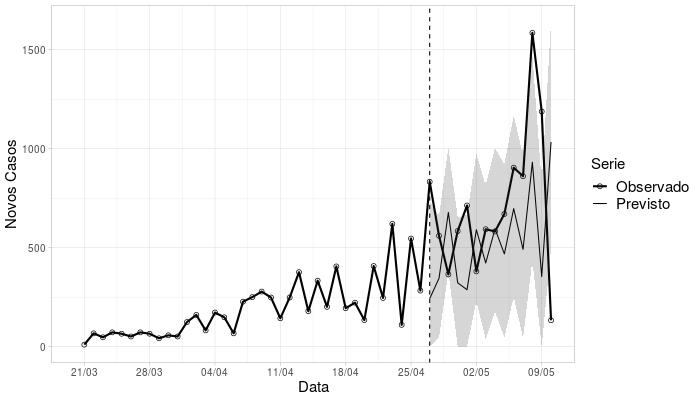 Novos Casos
1500
1000
500
0
21/03 28/03 04/04 11/04 18/04 25/04 02/05 09/05
Data
Serie
Observado
Previsto